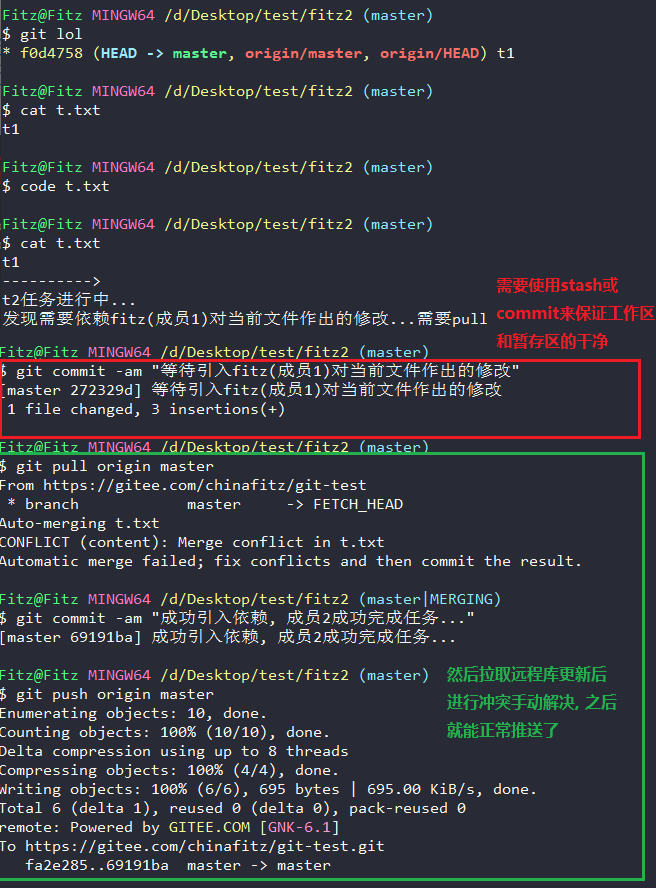 Fitz@Fitz MINGW64 /d/Desktop/test/fitz2 (master)
$ git lol
* f0d4758 (HEAD -> master, origin/master, origin/HEAD) t1
Fitz@Fitz MINGW64 /d/Desktop/test/fitz2 (master)
$ cat t.txt
t1
Fitz@Fitz MINGW64 /d/Desktop/test/fitz2 (master)
$ code t.txt
Fitz@Fitz MINGW64 /d/Desktop/test/fitz2 (master)
$ cat t.txt
t1
---------->
t2任务进行中...
发现需要依赖fitz(成员1)对当前文件作出的修改...需要pull
需要使用stash或
commit来保证工作区
和暂存区的干净
Fitz@Fitz MINGW64 /d/Desktop/test/fitz2 (master)
$ git commit -am "等待引入fitz(成员1)对当前文件作出的修改"
[master 272329d] 等待引入fitz(成员1)对当前文件作出的修改
1 file changed, 3 insertions(+)
Fitz@Fitz MINGW64 /d/Desktop/test/fitz2 (master)
$ git pull origin master
From https://gitee.com/chinafitz/git-test
* branch            master     -> FETCH_HEAD
Auto-merging t.txt
CONFLICT (content): Merge conflict in t.txt
Automatic merge failed; fix conflicts and then commit the result.
Fitz@Fitz MINGW64 /d/Desktop/test/fitz2 (master|MERGING)
$ git commit -am "成功引入依赖, 成员2成功完成任务..."
[master 69191ba] 成功引入依赖, 成员2成功完成任务...
Fitz@Fitz MINGW64 /d/Desktop/test/fitz2 (master)
$ git push origin master
Enumerating objects: 10, done.
Counting objects: 100% (10/10), done.
Delta compression using up to 8 threads
Compressing objects: 100% (4/4), done.
Writing objects: 100% (6/6), 695 bytes | 695.00 KiB/s, done.
Total 6 (delta 1), reused 0 (delta 0), pack-reused 0
remote: Powered by GITEE.COM [GNK-6.1]
To https://gitee.com/chinafitz/git-test.git
fa2e285..69191ba  master -> master
然后拉取远程库更新后
进行冲突手动解决, 之后
就能正常推送了